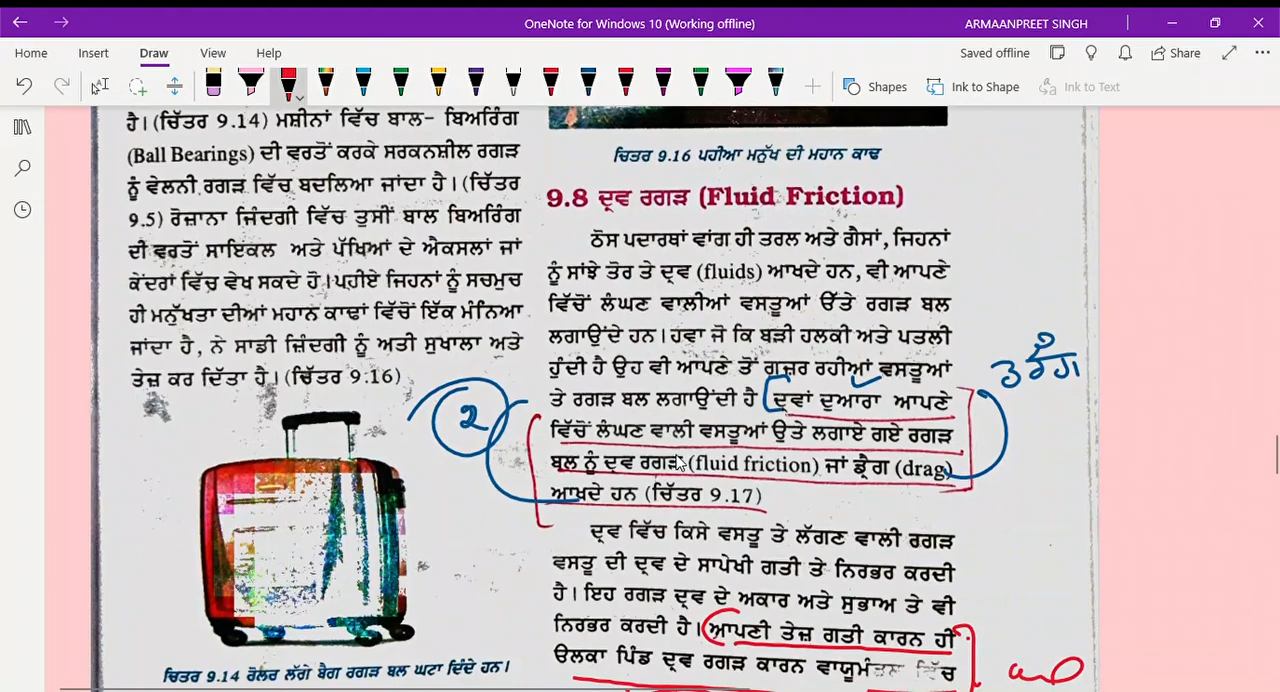 OneNote for Windows 10 (Working offline)
ARMAANPREET SINGH
Home Insert Draw View Help
Saved offline
Share
Shapes
Ink to Shape
Ink to Text
ਹੈ। (ਚਿੱਤਰ 9.14) ਮਸ਼ੀਨਾਂ ਵਿੱਚ ਬਾਲ- ਬਿਅਰਿੰਗ
(Ball Bearings) ਦੀ ਵਰਤੋਂ ਕਰਕੇ ਸਰਕਨਸ਼ੀਲ ਰਗੜ
ਨੂੰ ਵੇਲਨੀ ਰਗੜ ਵਿੱਚ ਬਦਲਿਆ ਜਾਂਦਾ ਹੈ। (ਚਿੱਤਰ
9.5) ਰੋਜ਼ਾਨਾ ਜਿੰਦਗੀ ਵਿੱਚ ਤੁਸੀਂ ਬਾਲ ਬਿਅਰਿੰਗ
ਦੀ ਵਰਤੋਂ ਸਾਇਕਲ ਅਤੇ ਪੱਖਿਆਂ ਦੇ ਐਕਸਲਾਂ ਜਾਂ
ਕੇਂਦਰਾਂ ਵਿੱਚ ਵੇਖ ਸਕਦੇ ਹੋ। ਪਹੀਏ ਜਿਹਨਾਂ ਨੂੰ ਸਚਮੁਚ
ਹੀ ਮਨੁੱਖਤਾ ਦੀਆਂ ਮਹਾਨ ਕਾਢਾਂ ਵਿੱਚੋਂ ਇੱਕ ਮੰਨਿਆ
ਜਾਂਦਾ ਹੈ, ਨੇ ਸਾਡੀ ਜ਼ਿੰਦਗੀ ਨੂੰ ਅਤੀ ਸੁਖਾਲਾ ਅਤੇ
ਤੇਜ਼ ਕਰ ਦਿੱਤਾ ਹੈ। (ਚਿੱਤਰ 9.16)
ਚਿਤਰ 9.14 ਰੋਲਰ ਲੱਗੇ ਬੈਗ ਰਗੜ ਬਲ ਘਟਾ ਦਿੰਦੇ ਹਨ।
ਚਿਤਰ 9.16 ਪਹੀਆ ਮਨੁੱਖ ਦੀ ਮਹਾਨ ਕਾਢ
9.8 ਦ੍ਰਵ ਰਗੜ (Fluid Friction)
ਠੋਸ ਪਦਾਰਥਾਂ ਵਾਂਗ ਹੀ ਤਰਲ ਅਤੇ ਗੈਸਾਂ, ਜਿਹਨਾਂ
ਨੂੰ ਸਾਂਝੇ ਤੋਰ ਤੇ ਦ੍ਰਵ (fluids) ਆਖਦੇ ਹਨ, ਵੀ ਆਪਣੇ
ਵਿੱਚੋਂ ਲੰਘਣ ਵਾਲੀਆਂ ਵਸਤੂਆਂ ਉੱਤੇ ਰਗੜ ਬਲ
ਲਗਾਉਂਦੇ ਹਨ। ਹਵਾ ਜੋ ਕਿ ਬੜੀ ਹਲਕੀ ਅਤੇ ਪਤਲੀ
ਹੁੰਦੀ ਹੈ ਉਹ ਵੀ ਆਪਣੇ ਤੋਂ ਗੁਜ਼ਰ ਰਹੀਆਂ ਵਸਤੂਆਂ
ਤੇ ਰਗੜ ਬਲ ਲਗਾਉਂਦੀ ਹੈ ਦ੍ਰਵਾਂ ਦੁਆਰਾ ਆਪਣੇ
ਵਿੱਚੋਂ ਲੰਘਣ ਵਾਲੀ ਵਸਤੂਆਂ ਉਤੇ ਲਗਾਏ ਗਏ ਰਗੜ
ਬਲ ਨੂੰ ਦ੍ਰਵ ਰਗੜ (fluid friction) ਜਾਂ ਡ੍ਰੈਗ (drag)
ਆਖਦੇ ਹਨ (ਚਿੱਤਰ 9.17)
ਦ੍ਰਵ ਵਿੱਚ ਕਿਸੇ ਵਸਤੂ ਤੇ ਲੱਗਣ ਵਾਲੀ ਰਗੜ
ਵਸਤੂ ਦੀ ਦ੍ਰਵ ਦੇ ਸਾਪੇਖੀ ਗਤੀ ਤੇ ਨਿਰਭਰ ਕਰਦੀ
ਹੈ। ਇਹ ਰਗੜ ਦ੍ਰਵ ਦੇ ਅਕਾਰ ਅਤੇ ਸੁਭਾਅ ਤੇ ਵੀ
ਨਿਰਭਰ ਕਰਦੀ ਹੈ। ਆਪਣੀ ਤੇਜ਼ ਗਤੀ ਕਾਰਨ ਹੀ
ਓਲਕਾ ਪਿੰਡ ਦ੍ਰਵ ਰਗੜ ਕਾਰਨ ਵਾਯੂਮੰਡਲ ਵਿੱਚ
2